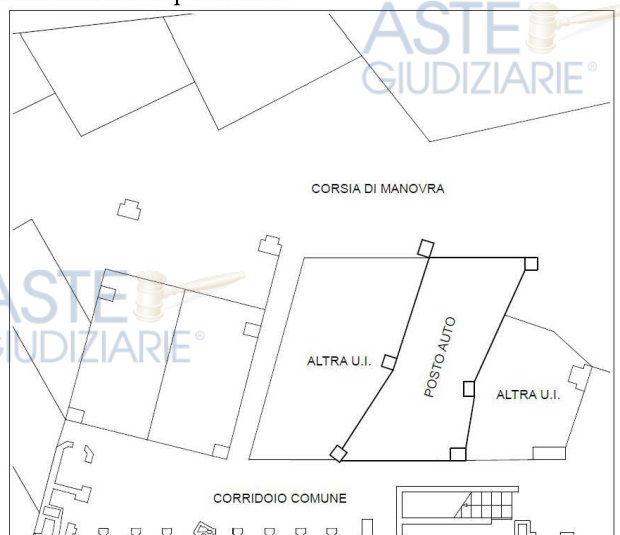 ASTE
GIUDIZIARIE®
CORSIA DI MANOVRA
ASTE
GIUDIZIARIE®
ALTRA U.I.
POSTO AUTO
ALTRA U.I.
CORRIDOIO COMUNE